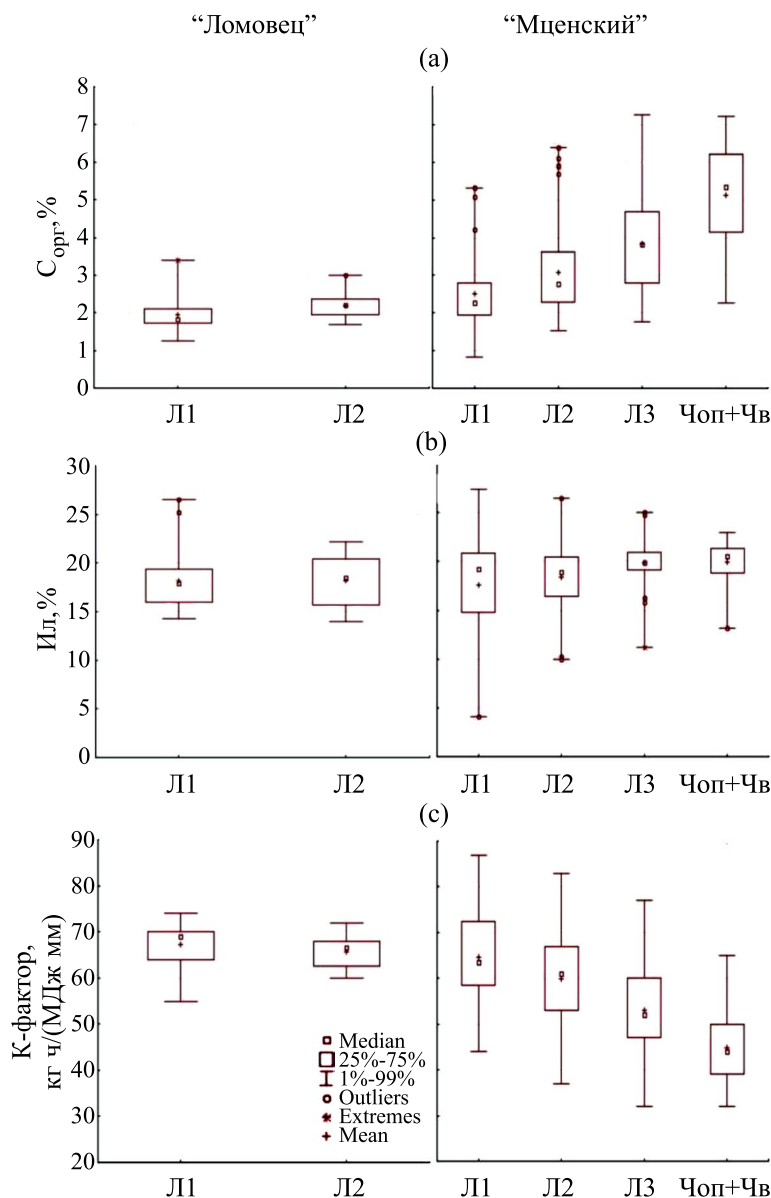 “Ломовец” “Мценский”
(a)
Cорг,%
8
7
6
5
4
3
2
1
0
Л1 Л2 Л1 Л2 Л3 Чоп+Чв
(b)
Ил,%
30
25
20
15
10
5
0
Л1 Л2 Л1 Л2 Л3 Чоп+Чв
(c)
К-фактор,
кг ч/(МДж мм)
90
80
70
60
50
40
30
20
Median
25%-75%
1%-99%
Outliers
Extremes
Mean
Л1 Л2 Л1 Л2 Л3 Чоп+Чв